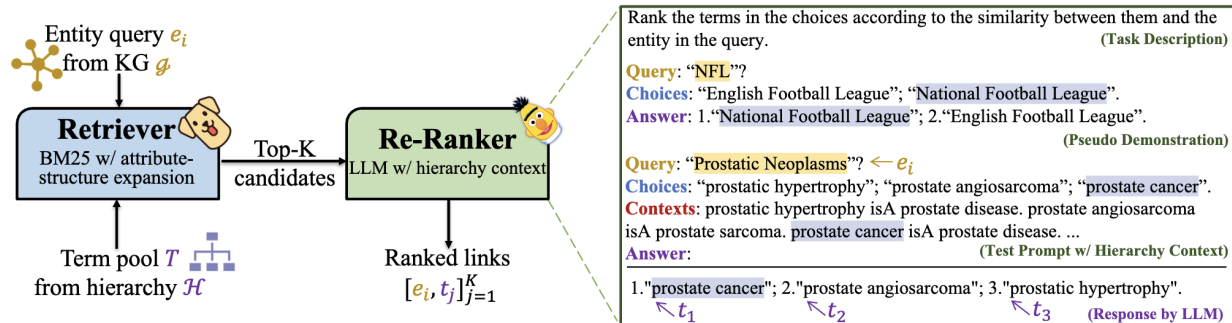 Entity query e_i
from KG 𝒢
Retriever
BM25 w/ attribute-
structure expansion
Term pool T
from hierarchy ℋ
Top-K
candidates
Re-Ranker
LLM w/ hierarchy context
Ranked links
[e_i, t_j]_{j=1}^K
Rank the terms in the choices according to the similarity between them and the
entity in the query.
(Task Description)
Query: “NFL”?
Choices: “English Football League”; “National Football League”.
Answer: 1.“National Football League”; 2.“English Football League”.
(Pseudo Demonstration)
Query: “Prostatic Neoplasms”? ← e_i
Choices: “prostatic hypertrophy”; “prostate angiosarcoma”; “prostate cancer”.
Contexts: prostatic hypertrophy isA prostate disease. prostate angiosarcoma
isA prostate sarcoma. prostate cancer isA prostate disease. ...
Answer:
(Test Prompt w/ Hierarchy Context)
1."prostate cancer"; 2."prostate angiosarcoma"; 3."prostatic hypertrophy".
t_1 t_2 t_3
(Response by LLM)